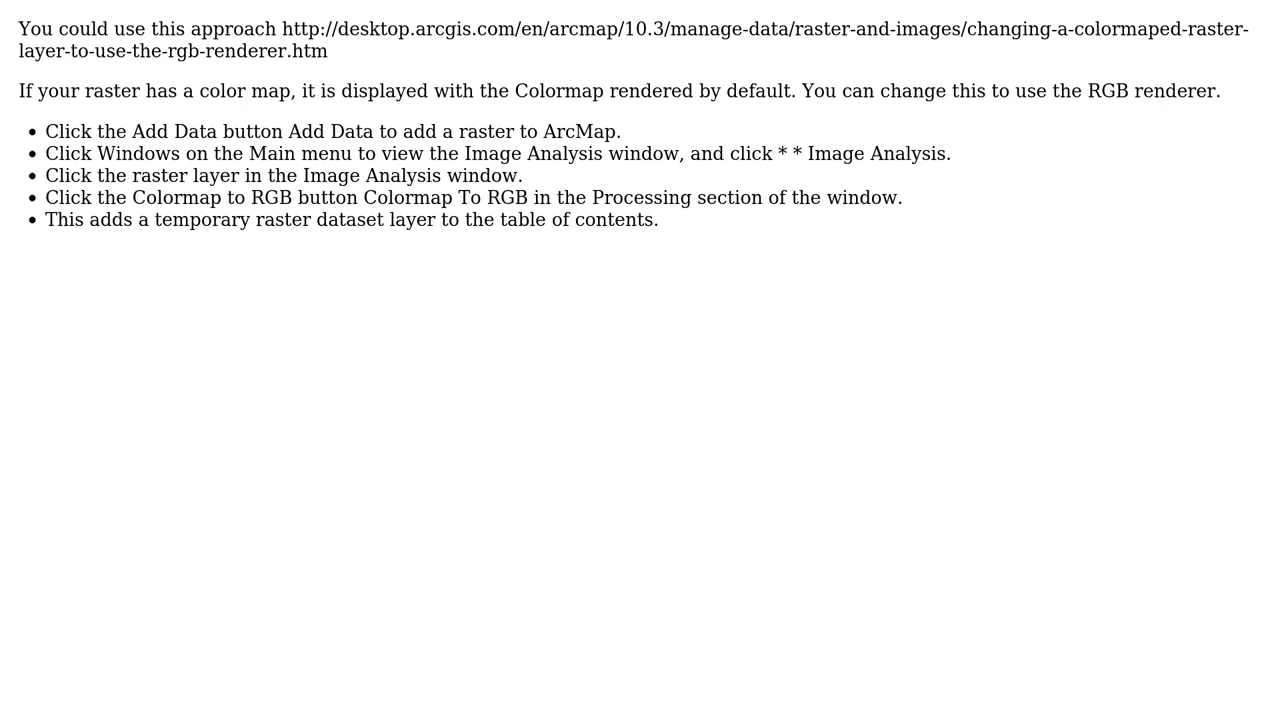 You could use this approach http://desktop.arcgis.com/en/arcmap/10.3/manage-data/raster-and-images/changing-a-colormaped-raster-
layer-to-use-the-rgb-renderer.htm
If your raster has a color map, it is displayed with the Colormap rendered by default. You can change this to use the RGB renderer.
• Click the Add Data button Add Data to add a raster to ArcMap.
• Click Windows on the Main menu to view the Image Analysis window, and click * * Image Analysis.
• Click the raster layer in the Image Analysis window.
• Click the Colormap to RGB button Colormap To RGB in the Processing section of the window.
• This adds a temporary raster dataset layer to the table of contents.